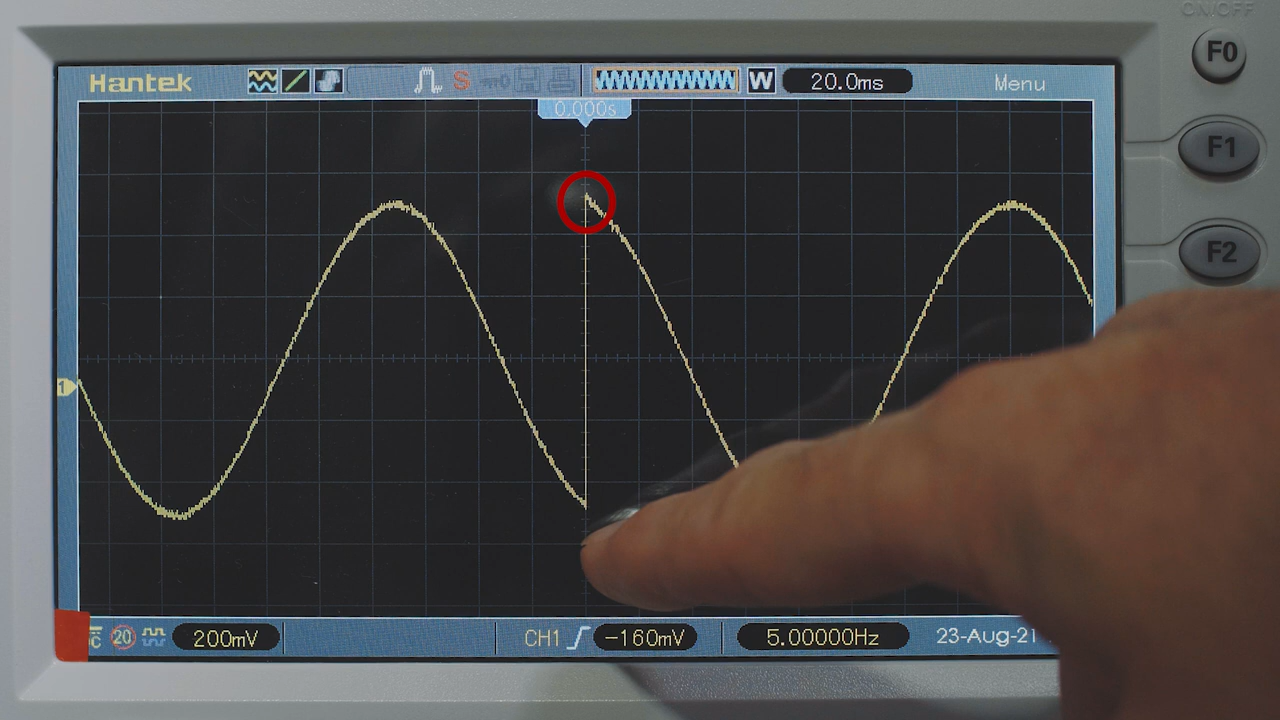 ON/OFF
F0
Hantek S W 20.0ms Menu
0.000s
F1
F2
1
20 200mV CH1 -160mV 5.00000Hz 23-Aug-21